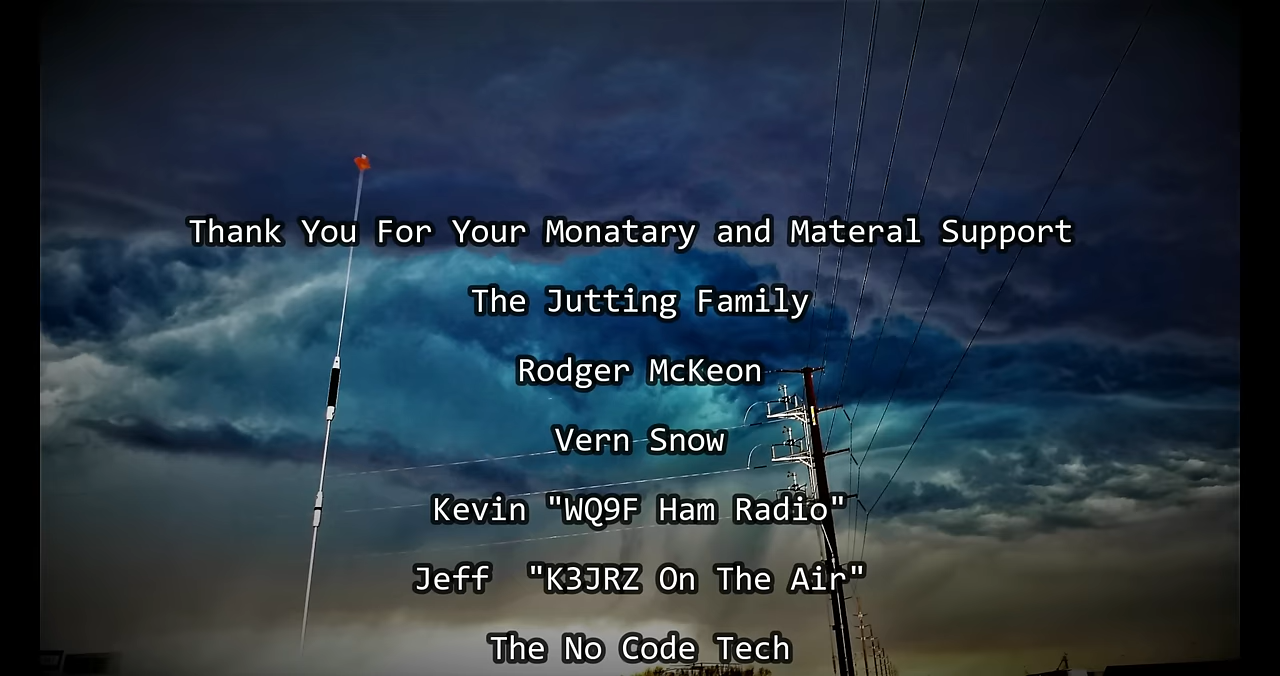 Thank You For Your Monatary and Materal Support
The Jutting Family
Rodger McKeon
Vern Snow
Kevin "WQ9F Ham Radio"
Jeff  "K3JRZ On The Air"
The No Code Tech